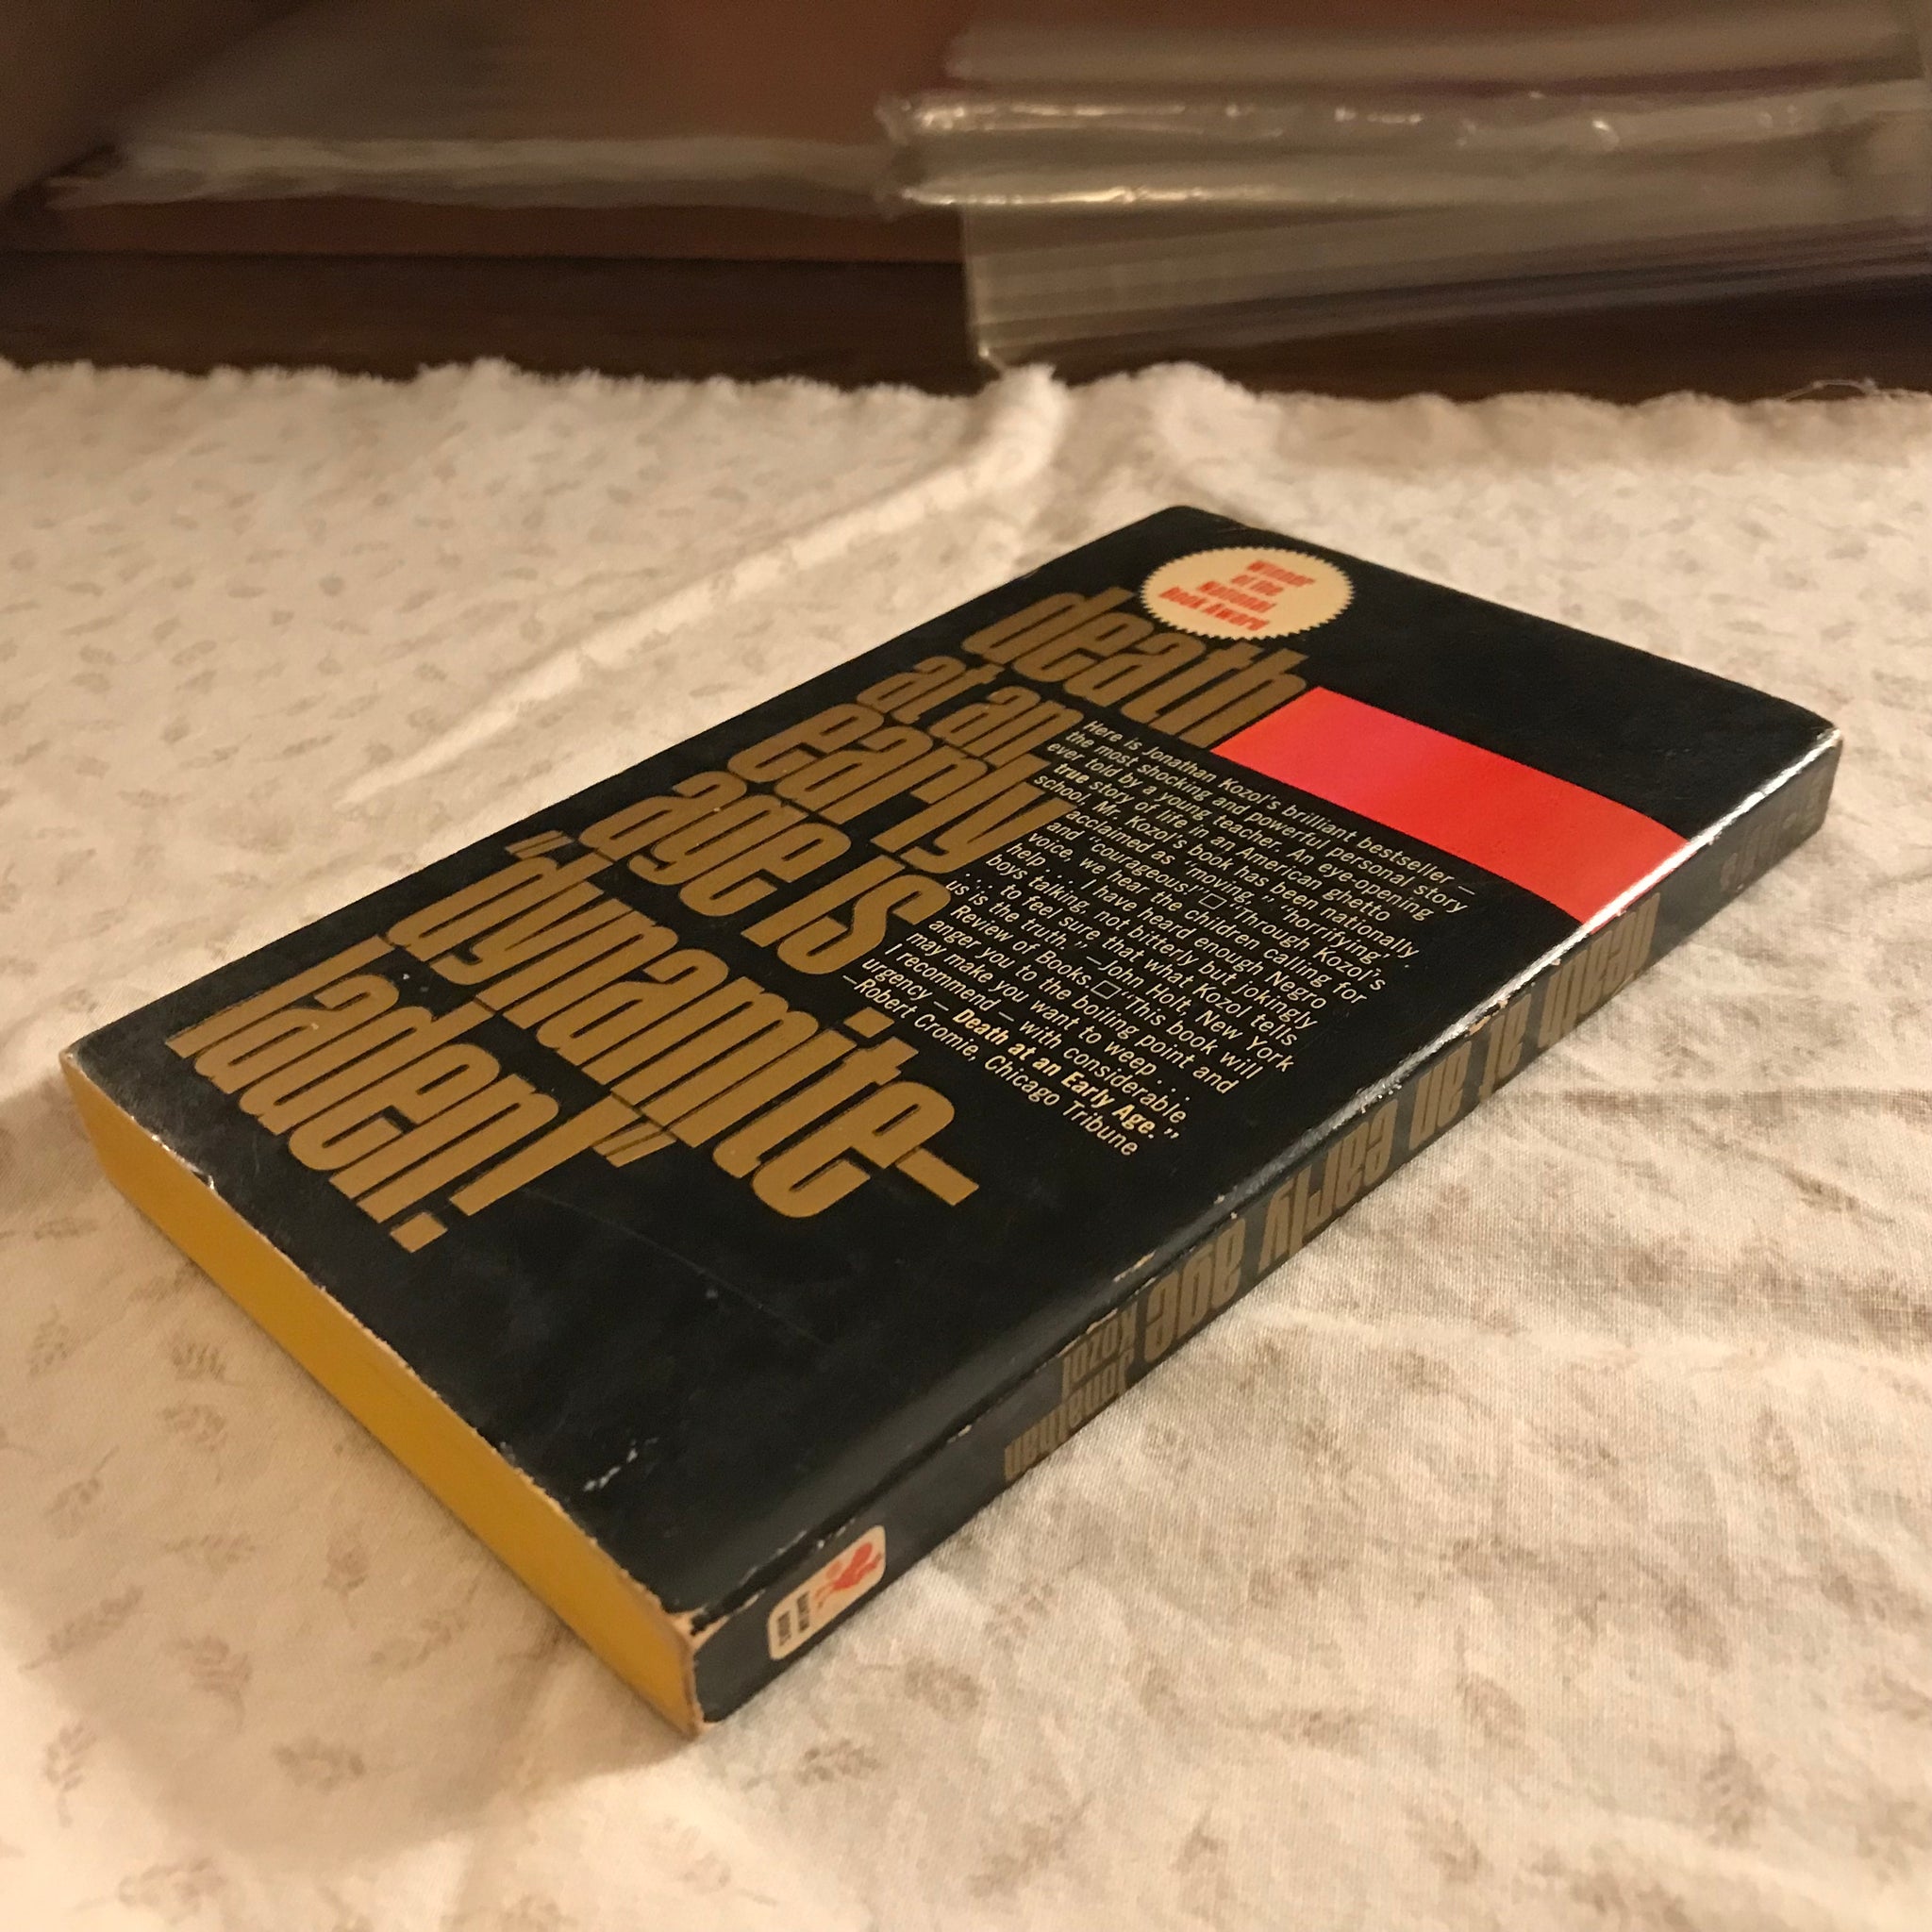 Winner
of the
National
Book Award
death
at an
early
age is
"dynamite-
laden!"
Here is Jonathan Kozol's brilliant bestseller —
the most shocking and powerful personal story
ever told by a young teacher. An eye-opening
true story of life in an American ghetto
school, Mr. Kozol's book has been nationally
acclaimed as "moving," "horrifying"
and "courageous!" □ "Through Kozol's
voice, we hear the children calling for
help . . . I have heard enough Negro
boys talking, not bitterly but jokingly
. . . to feel sure that what Kozol tells
us is the truth." —John Holt, New York
Review of Books □ "This book will
anger you to the boiling point and
may make you want to weep . . .
I recommend — with considerable
urgency — Death at an Early Age."
—Robert Cromie, Chicago Tribune
death at an early age
Jonathan
Kozol